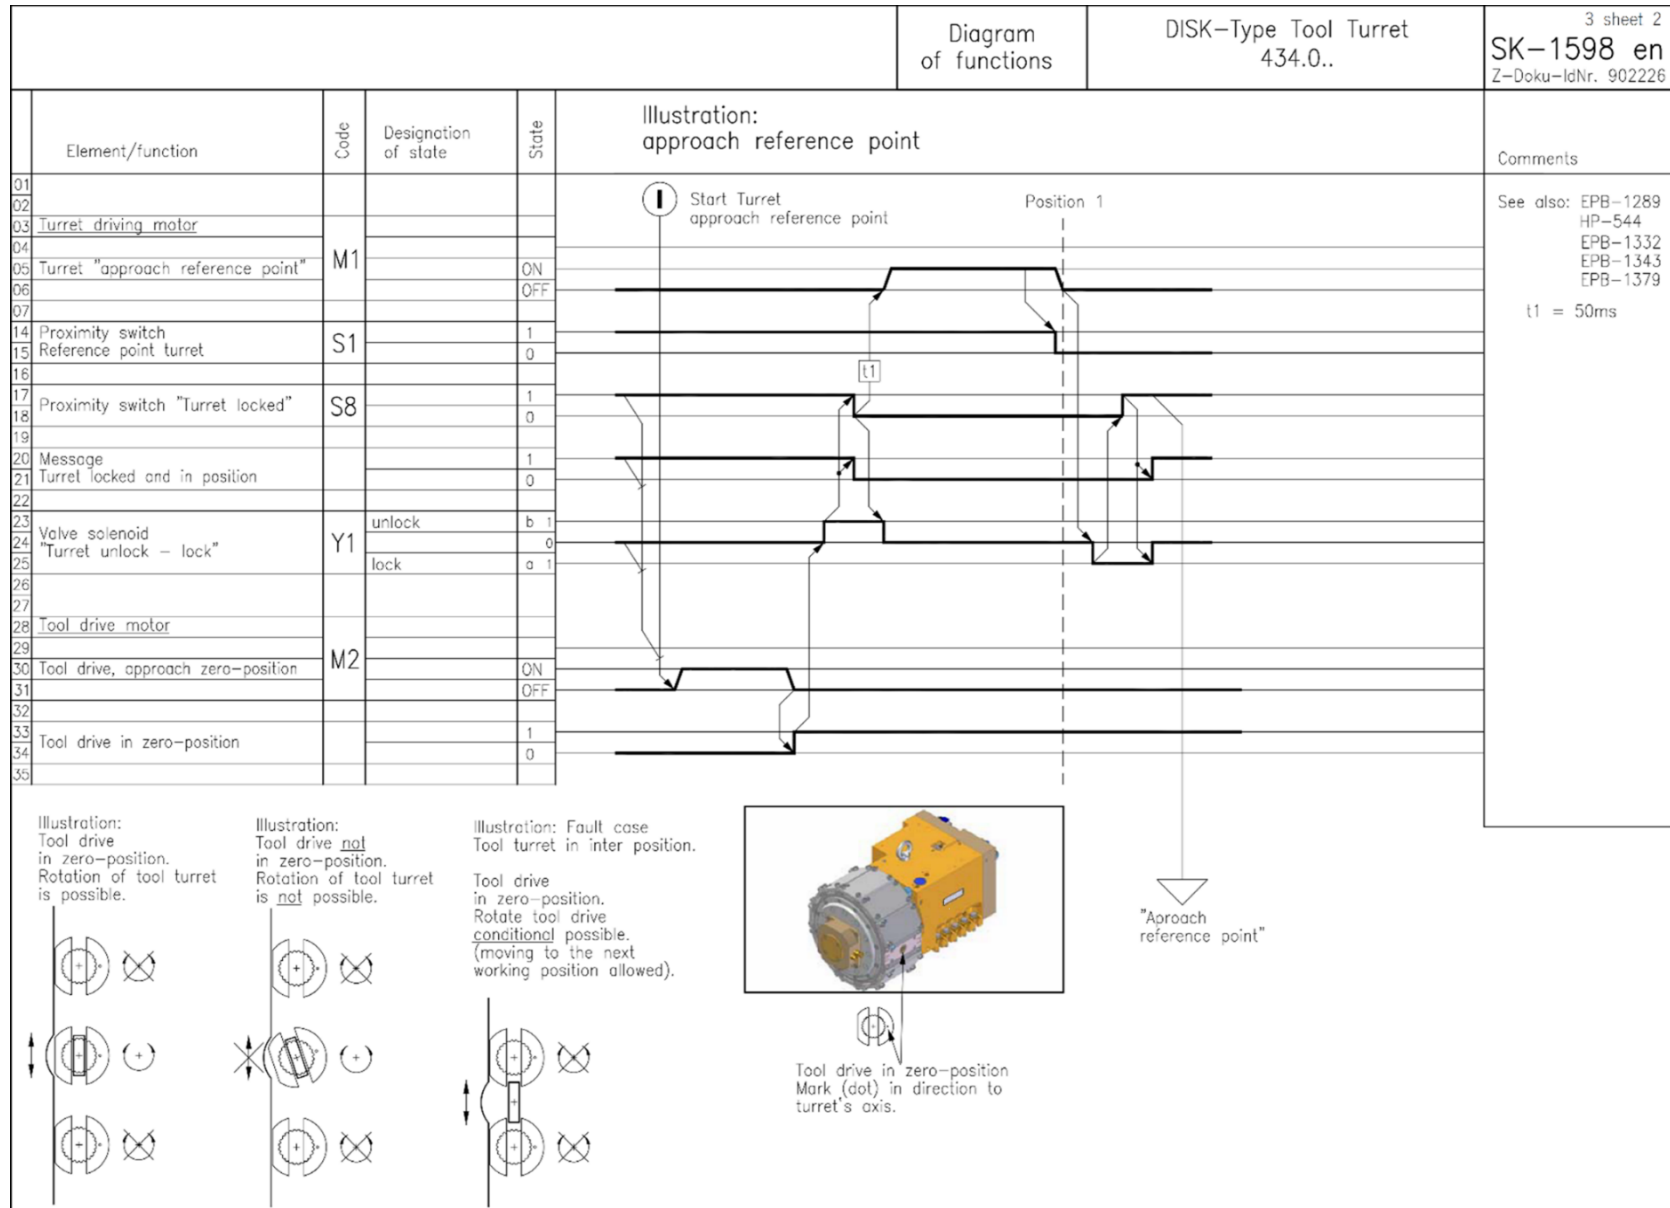 Diagram
of functions
DISK-Type Tool Turret
434.0..
3 sheet 2
SK-1598 en
Z-Doku-IdNr. 902226
Element/function
Code
Designation
of state
State
Illustration:
approach reference point
Comments
01
02
03 Turret driving motor
04
05 Turret "approach reference point" ON
06 OFF
07
M1
14 Proximity switch 1
15 Reference point turret 0
S1
16
17 1
Proximity switch "Turret locked" S8
18 0
19
20 Message 1
21 Turret locked and in position 0
22
23 unlock b 1
Valve solenoid
24 0
"Turret unlock - lock" Y1
25 lock a 1
26
27
28 Tool drive motor
29
M2
30 Tool drive, approach zero-position ON
31 OFF
32
33 1
Tool drive in zero-position
34 0
35
Start Turret
approach reference point
Position 1
t1
See also: EPB-1289
HP-544
EPB-1332
EPB-1343
EPB-1379
t1 = 50ms
"Aproach
reference point"
Illustration:
Tool drive
in zero-position.
Rotation of tool turret
is possible.
Illustration:
Tool drive not
in zero-position.
Rotation of tool turret
is not possible.
Illustration: Fault case
Tool turret in inter position.
Tool drive
in zero-position.
Rotate tool drive
conditional possible.
(moving to the next
working position allowed).
Tool drive in zero-position
Mark (dot) in direction to
turret's axis.